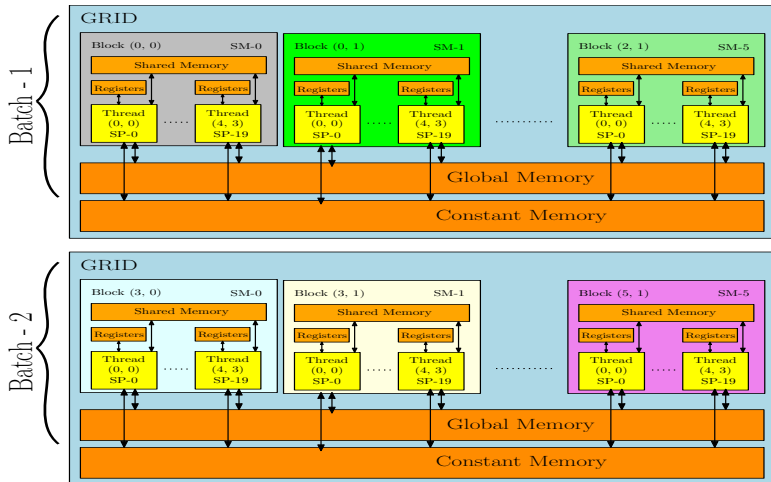 Batch - 1
GRID
Block (0, 0) SM-0
Shared Memory
Registers Registers
Thread (0, 0) SP-0
.....
Thread (4, 3) SP-19
Block (0, 1) SM-1
Shared Memory
Registers Registers
Thread (0, 0) SP-0
.....
Thread (4, 3) SP-19
..........
Block (2, 1) SM-5
Shared Memory
Registers Registers
Thread (0, 0) SP-0
.....
Thread (4, 3) SP-19
Global Memory
Constant Memory
Batch - 2
GRID
Block (3, 0) SM-0
Shared Memory
Registers Registers
Thread (0, 0) SP-0
.....
Thread (4, 3) SP-19
Block (3, 1) SM-1
Shared Memory
Registers Registers
Thread (0, 0) SP-0
.....
Thread (4, 3) SP-19
..........
Block (5, 1) SM-5
Shared Memory
Registers Registers
Thread (0, 0) SP-0
.....
Thread (4, 3) SP-19
Global Memory
Constant Memory